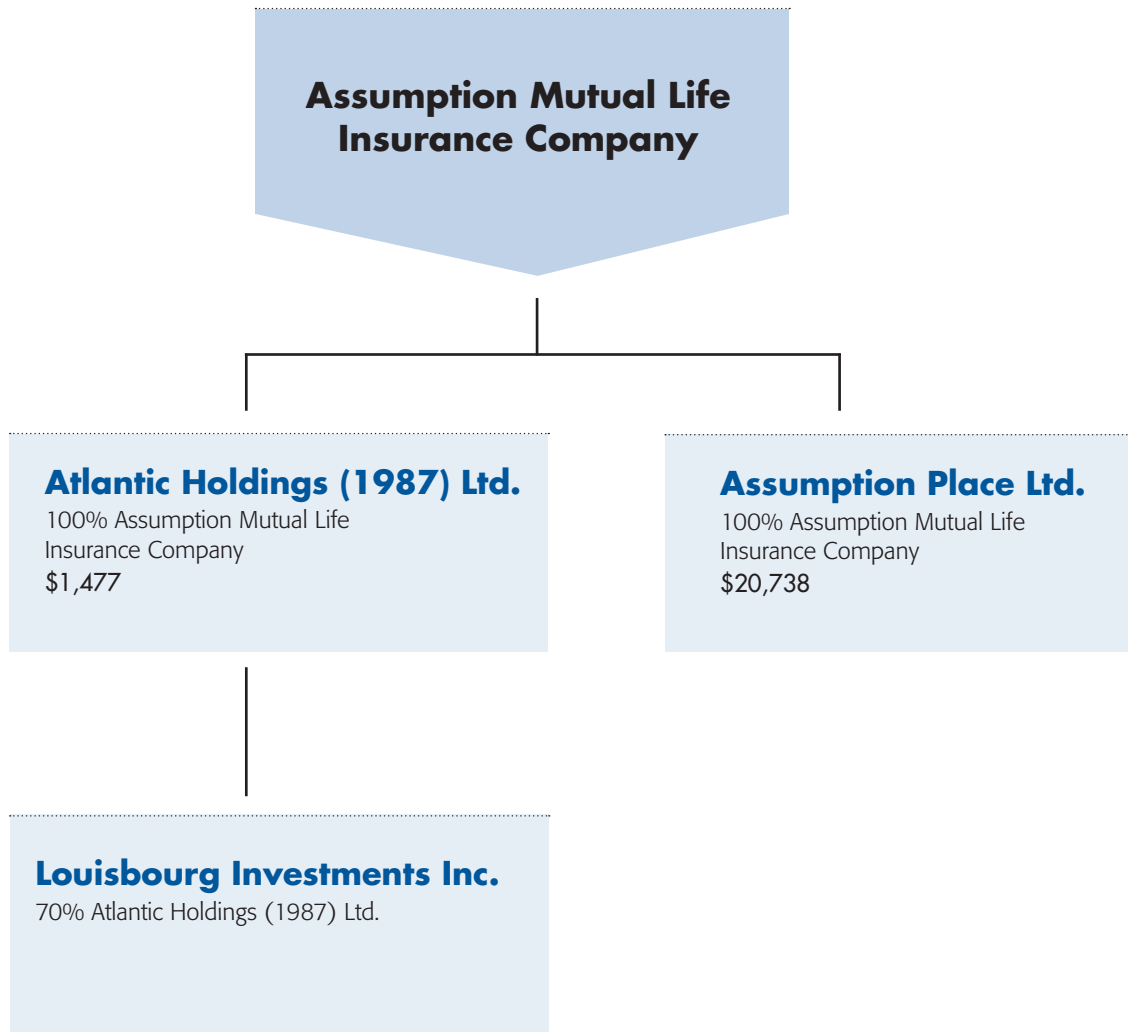 Assumption Mutual Life
Insurance Company
Atlantic Holdings (1987) Ltd.
100% Assumption Mutual Life
Insurance Company
$1,477
Assumption Place Ltd.
100% Assumption Mutual Life
Insurance Company
$20,738
Louisbourg Investments Inc.
70% Atlantic Holdings (1987) Ltd.